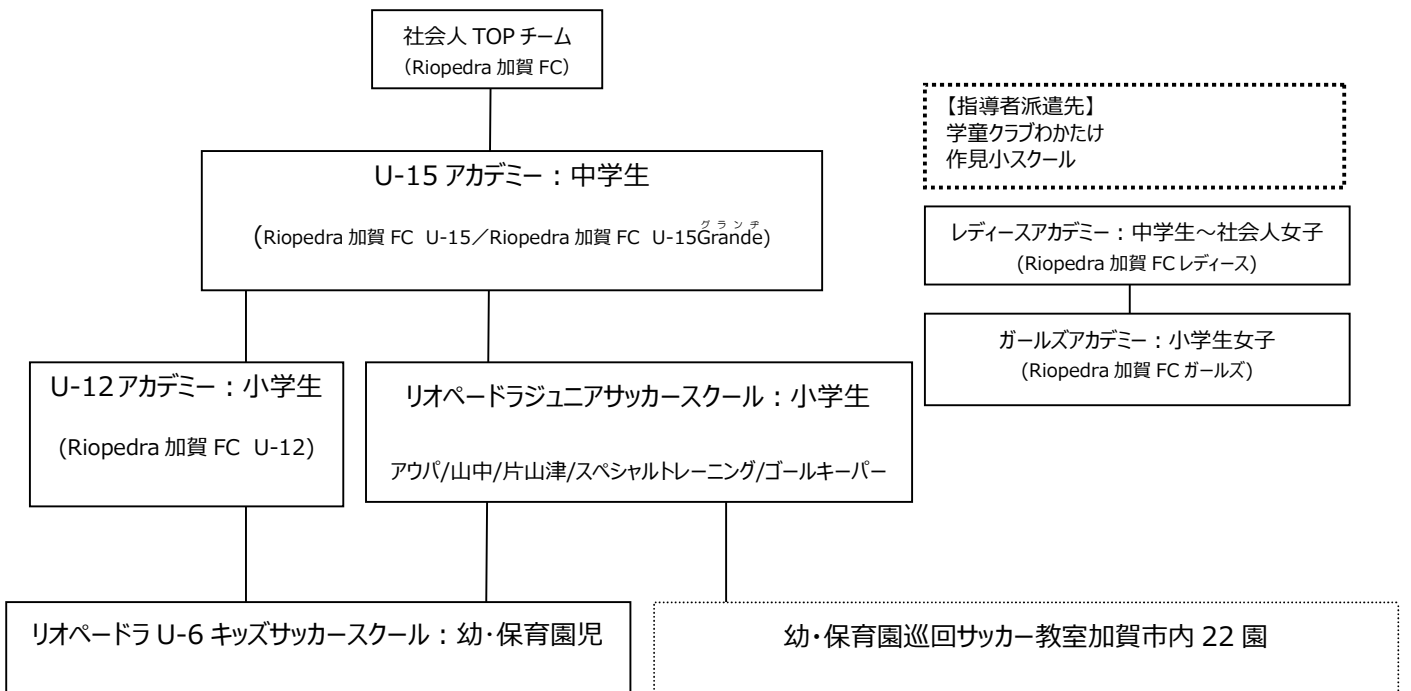 社会人 TOP チーム
(Riopedra 加賀 FC)
【指導者派遣先】
学童クラブわかたけ
作見小スクール
U-15 アカデミー：中学生
グランデ
(Riopedra 加賀 FC U-15／Riopedra 加賀 FC U-15Grande)
レディースアカデミー：中学生～社会人女子
(Riopedra 加賀 FC レディース)
ガールズアカデミー：小学生女子
(Riopedra 加賀 FC ガールズ)
U-12アカデミー：小学生
(Riopedra 加賀 FC U-12)
リオペードラジュニアサッカースクール：小学生
アウパ/山中/片山津/スペシャルトレーニング/ゴールキーパー
リオペードラ U-6 キッズサッカースクール：幼・保育園児
幼・保育園巡回サッカー教室加賀市内 22 園